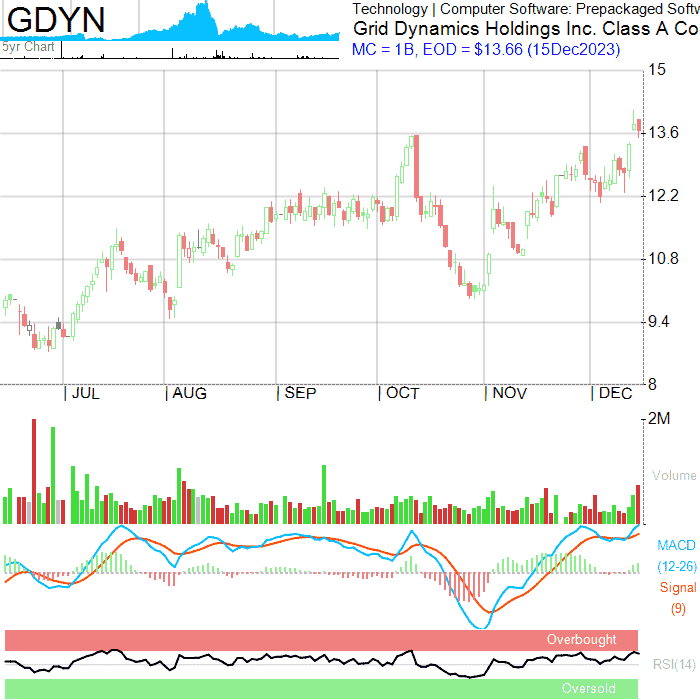 GDYN
5yr Chart
Technology | Computer Software: Prepackaged Softw
Grid Dynamics Holdings Inc. Class A Co
MC = 1B, EOD = $13.66 (15Dec2023)
15
13.6
12.2
10.8
9.4
8
JUL AUG SEP OCT NOV DEC
2M
Volume
MACD
(12-26)
Signal
(9)
Overbought
RSI(14)
Oversold